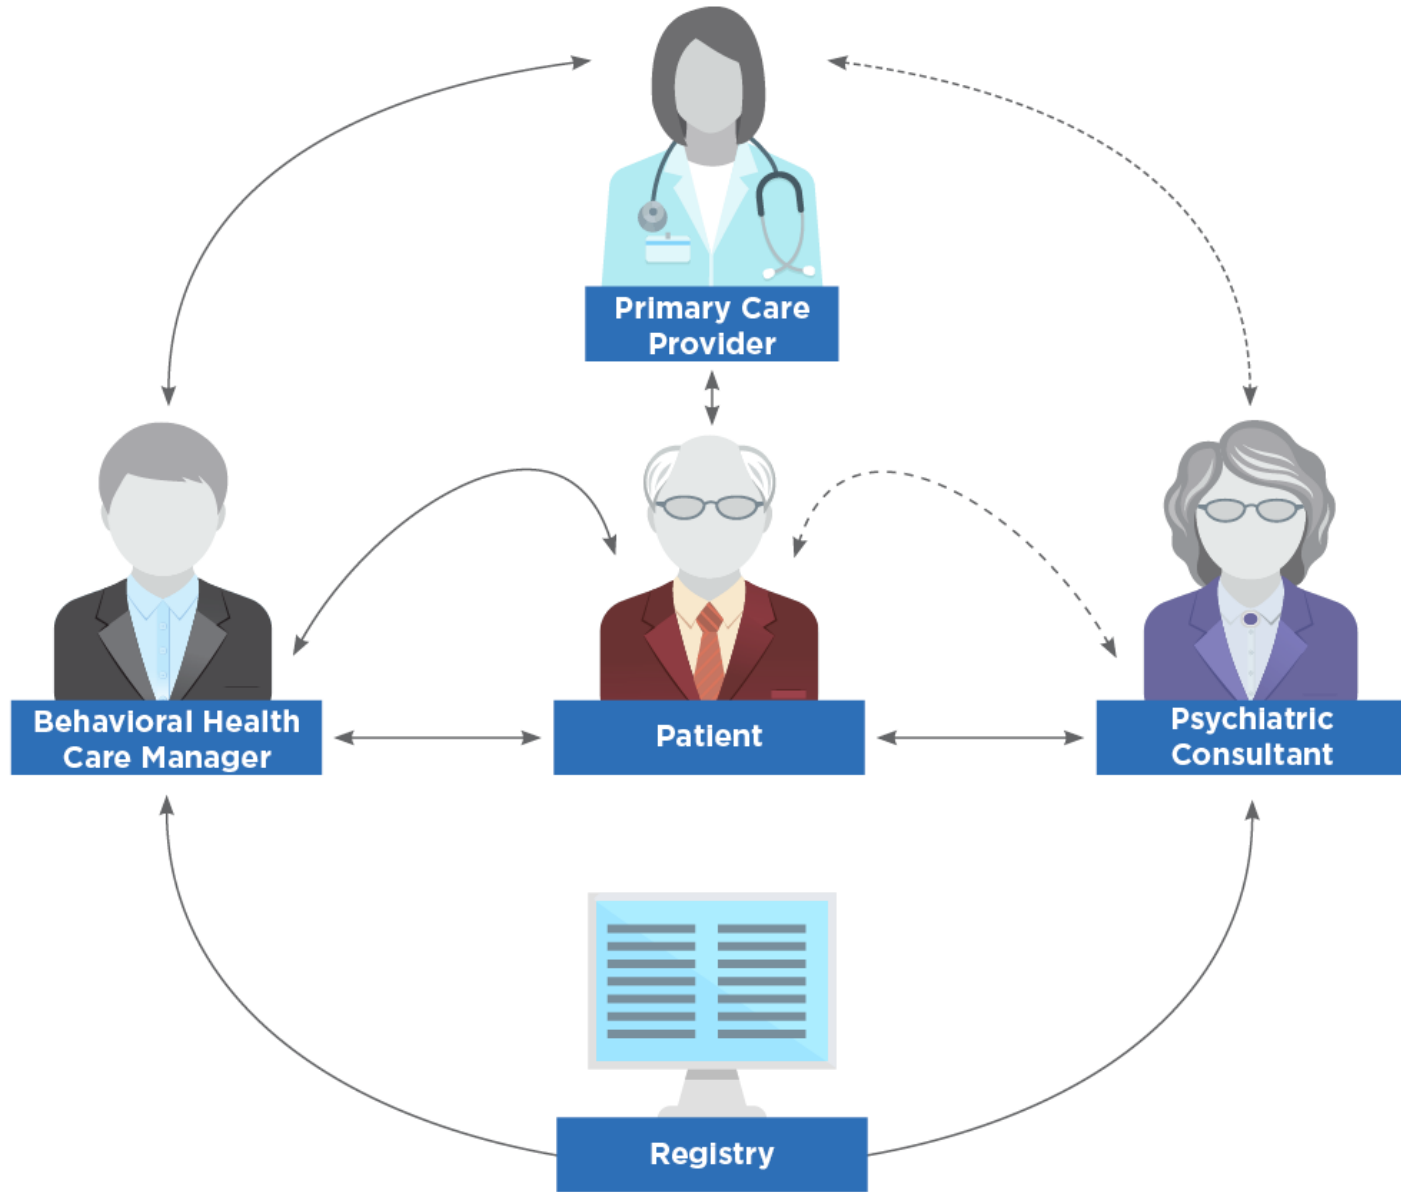 Primary Care
Provider
Behavioral Health
Care Manager
Patient
Psychiatric
Consultant
Registry